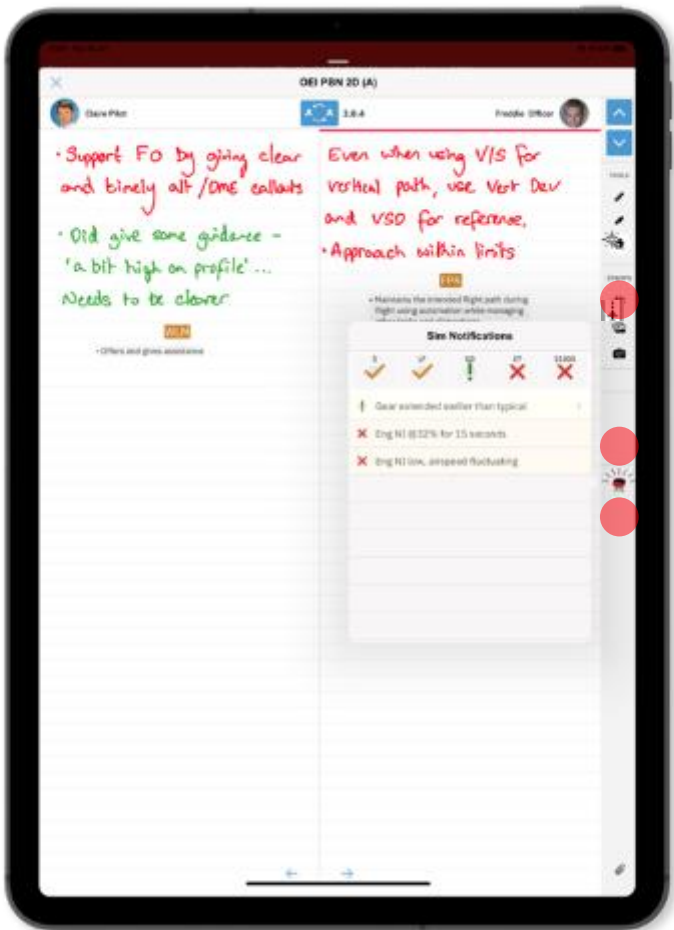 OEI PBN 2D (A)
Claire Pilot
A A
3.8.4
Freddie Officer
TOOLS
• Support FO by giving clear
and timely alt/DME callouts
• Did give some guidance –
'a bit high on profile'...
Needs to be clearer
WLM
• Offers and gives assistance
Even when using V/S for
vertical path, use Vert Dev
and VSD for reference.
• Approach within limits
FPA
• Maintains the intended flight path during
flight using automation while managing
Sim Notifications
Gear extended earlier than typical
Eng N1 @32% for 15 seconds
Eng N1 low, airspeed fluctuating